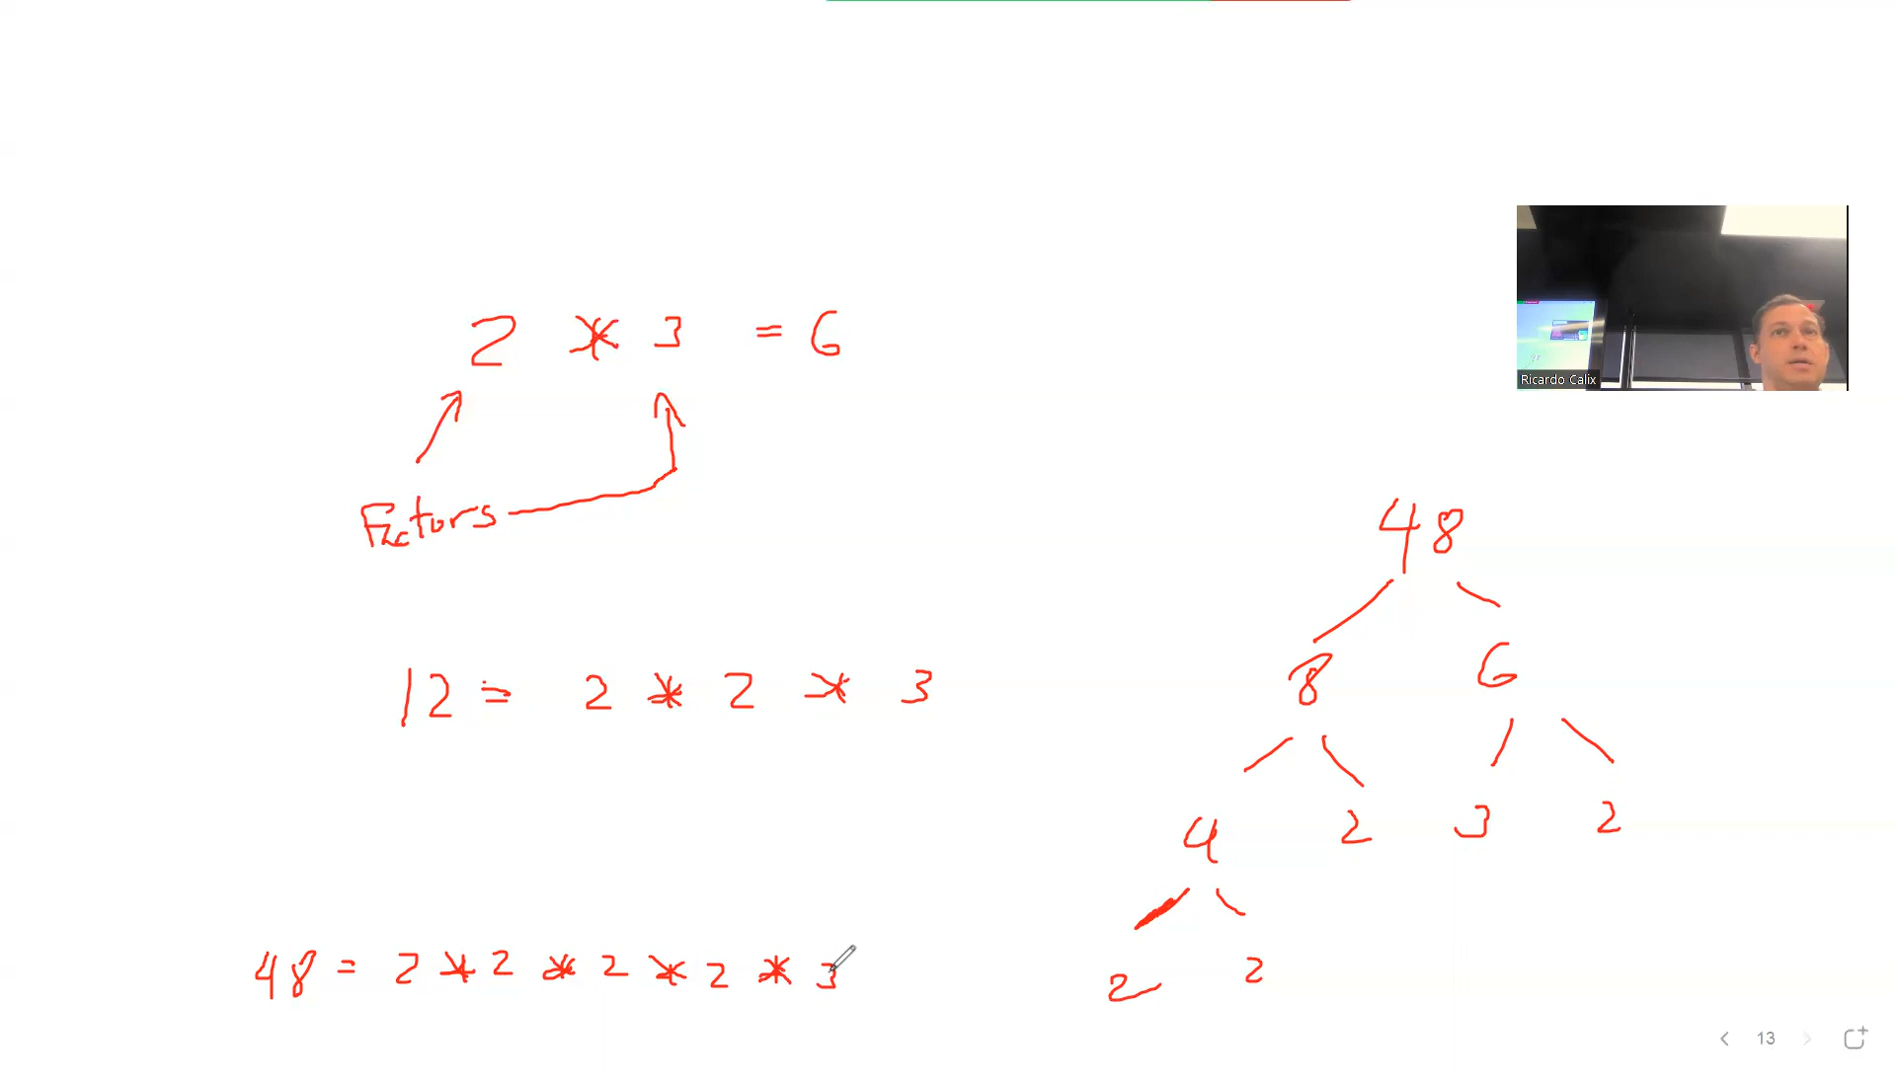 2 * 3 = 6
Factors
12 = 2 * 2 * 3
48 = 2 * 2 * 2 * 2 * 3
48
8 6
4 2 3 2
2 2
Ricardo Calix
13